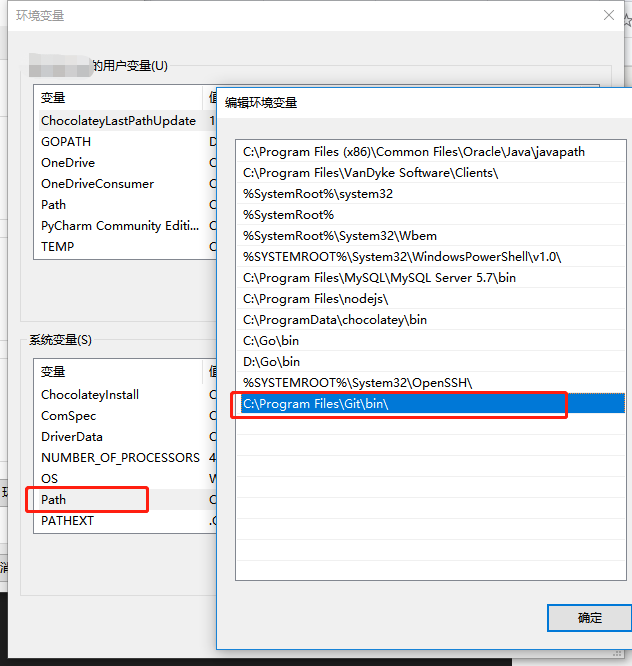 环境变量
的用户变量(U)
变量
ChocolateyLastPathUpdate 1
GOPATH D
OneDrive C
OneDriveConsumer C
Path C
PyCharm Community Editi... C
TEMP C
系统变量(S)
变量
ChocolateyInstall C
ComSpec C
DriverData C
NUMBER_OF_PROCESSORS 4
OS W
Path C
PATHEXT .C
编辑环境变量
C:\Program Files (x86)\Common Files\Oracle\Java\javapath
C:\Program Files\VanDyke Software\Clients\
%SystemRoot%\system32
%SystemRoot%
%SystemRoot%\System32\Wbem
%SYSTEMROOT%\System32\WindowsPowerShell\v1.0\
C:\Program Files\MySQL\MySQL Server 5.7\bin
C:\Program Files\nodejs\
C:\ProgramData\chocolatey\bin
C:\Go\bin
D:\Go\bin
%SYSTEMROOT%\System32\OpenSSH\
C:\Program Files\Git\bin\
确定